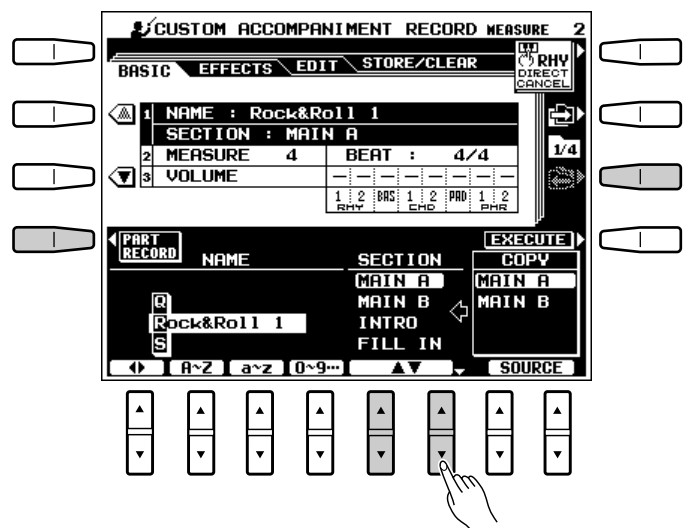 CUSTOM ACCOMPANIMENT RECORD MEASURE 2
BASIC EFFECTS EDIT STORE/CLEAR
RHY
DIRECT
CANCEL
1 NAME : Rock&Roll 1
SECTION : MAIN A
2 MEASURE 4 BEAT : 4/4
1/4
3 VOLUME – – – – – – – –
1 2 BAS 1 2 PAD 1 2
RHY CHD PHR
PART
RECORD
EXECUTE
NAME SECTION COPY
MAIN A MAIN A
Q MAIN B MAIN B
Rock&Roll 1 INTRO
S FILL IN
A~Z a~z 0~9··· ▲▼ SOURCE